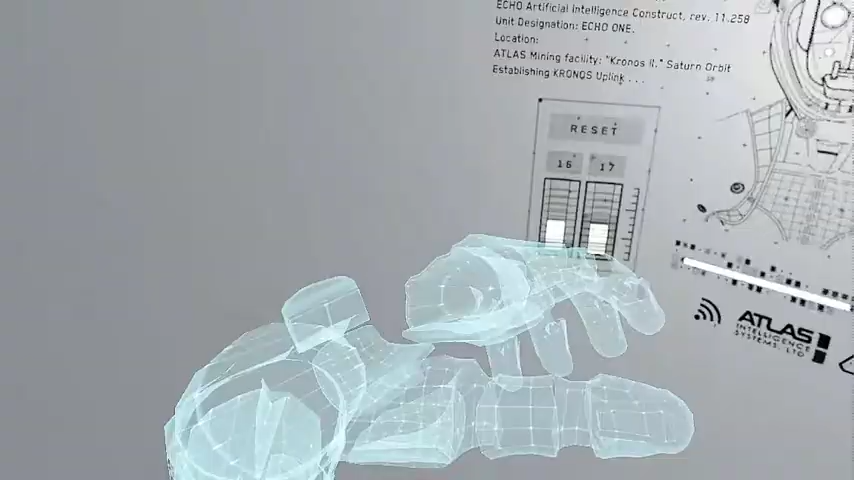 ECHO Artificial Intelligence Construct, rev. 11.258
Unit Designation: ECHO ONE.
Location:
ATLAS Mining facility: "Kronos II." Saturn Orbit
Establishing KRONOS Uplink . . .
RESET
16 17
ATLAS
INTELLIGENCE
SYSTEMS, LTD